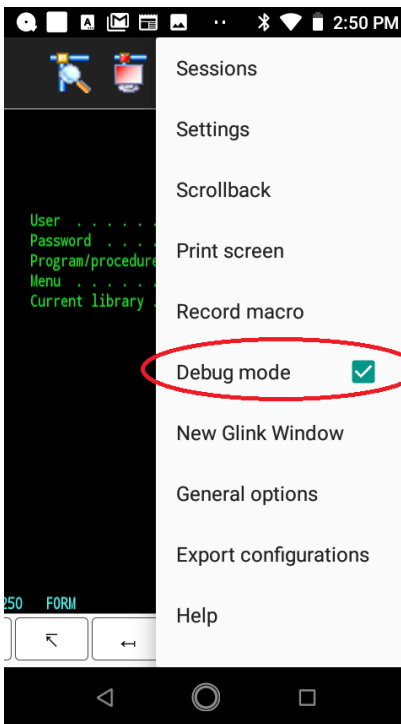 2:50 PM
Sessions
Settings
Scrollback
Print screen
Record macro
Debug mode
New Glink Window
General options
Export configurations
Help
User . . . . . .
Password . . . .
Program/procedure
Menu . . . . . .
Current library .
250 FORM